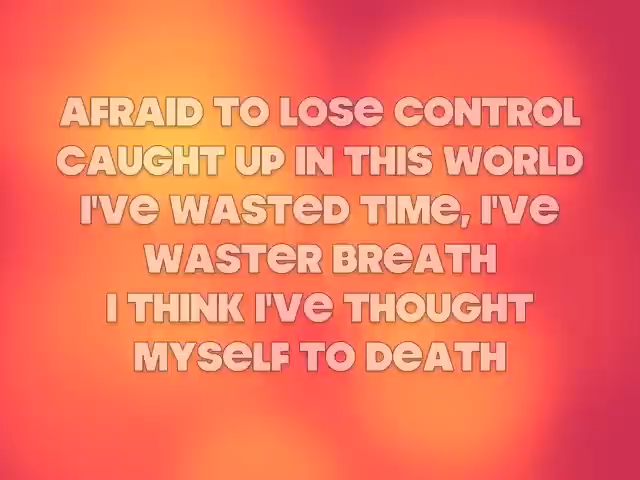 AFRAID TO LOSE CONTROL
CAUGHT UP IN THIS WORLD
I'VE WASTED TIME, I'VE
WASTER BREATH
I THINK I'VE THOUGHT
MYSELF TO DEATH